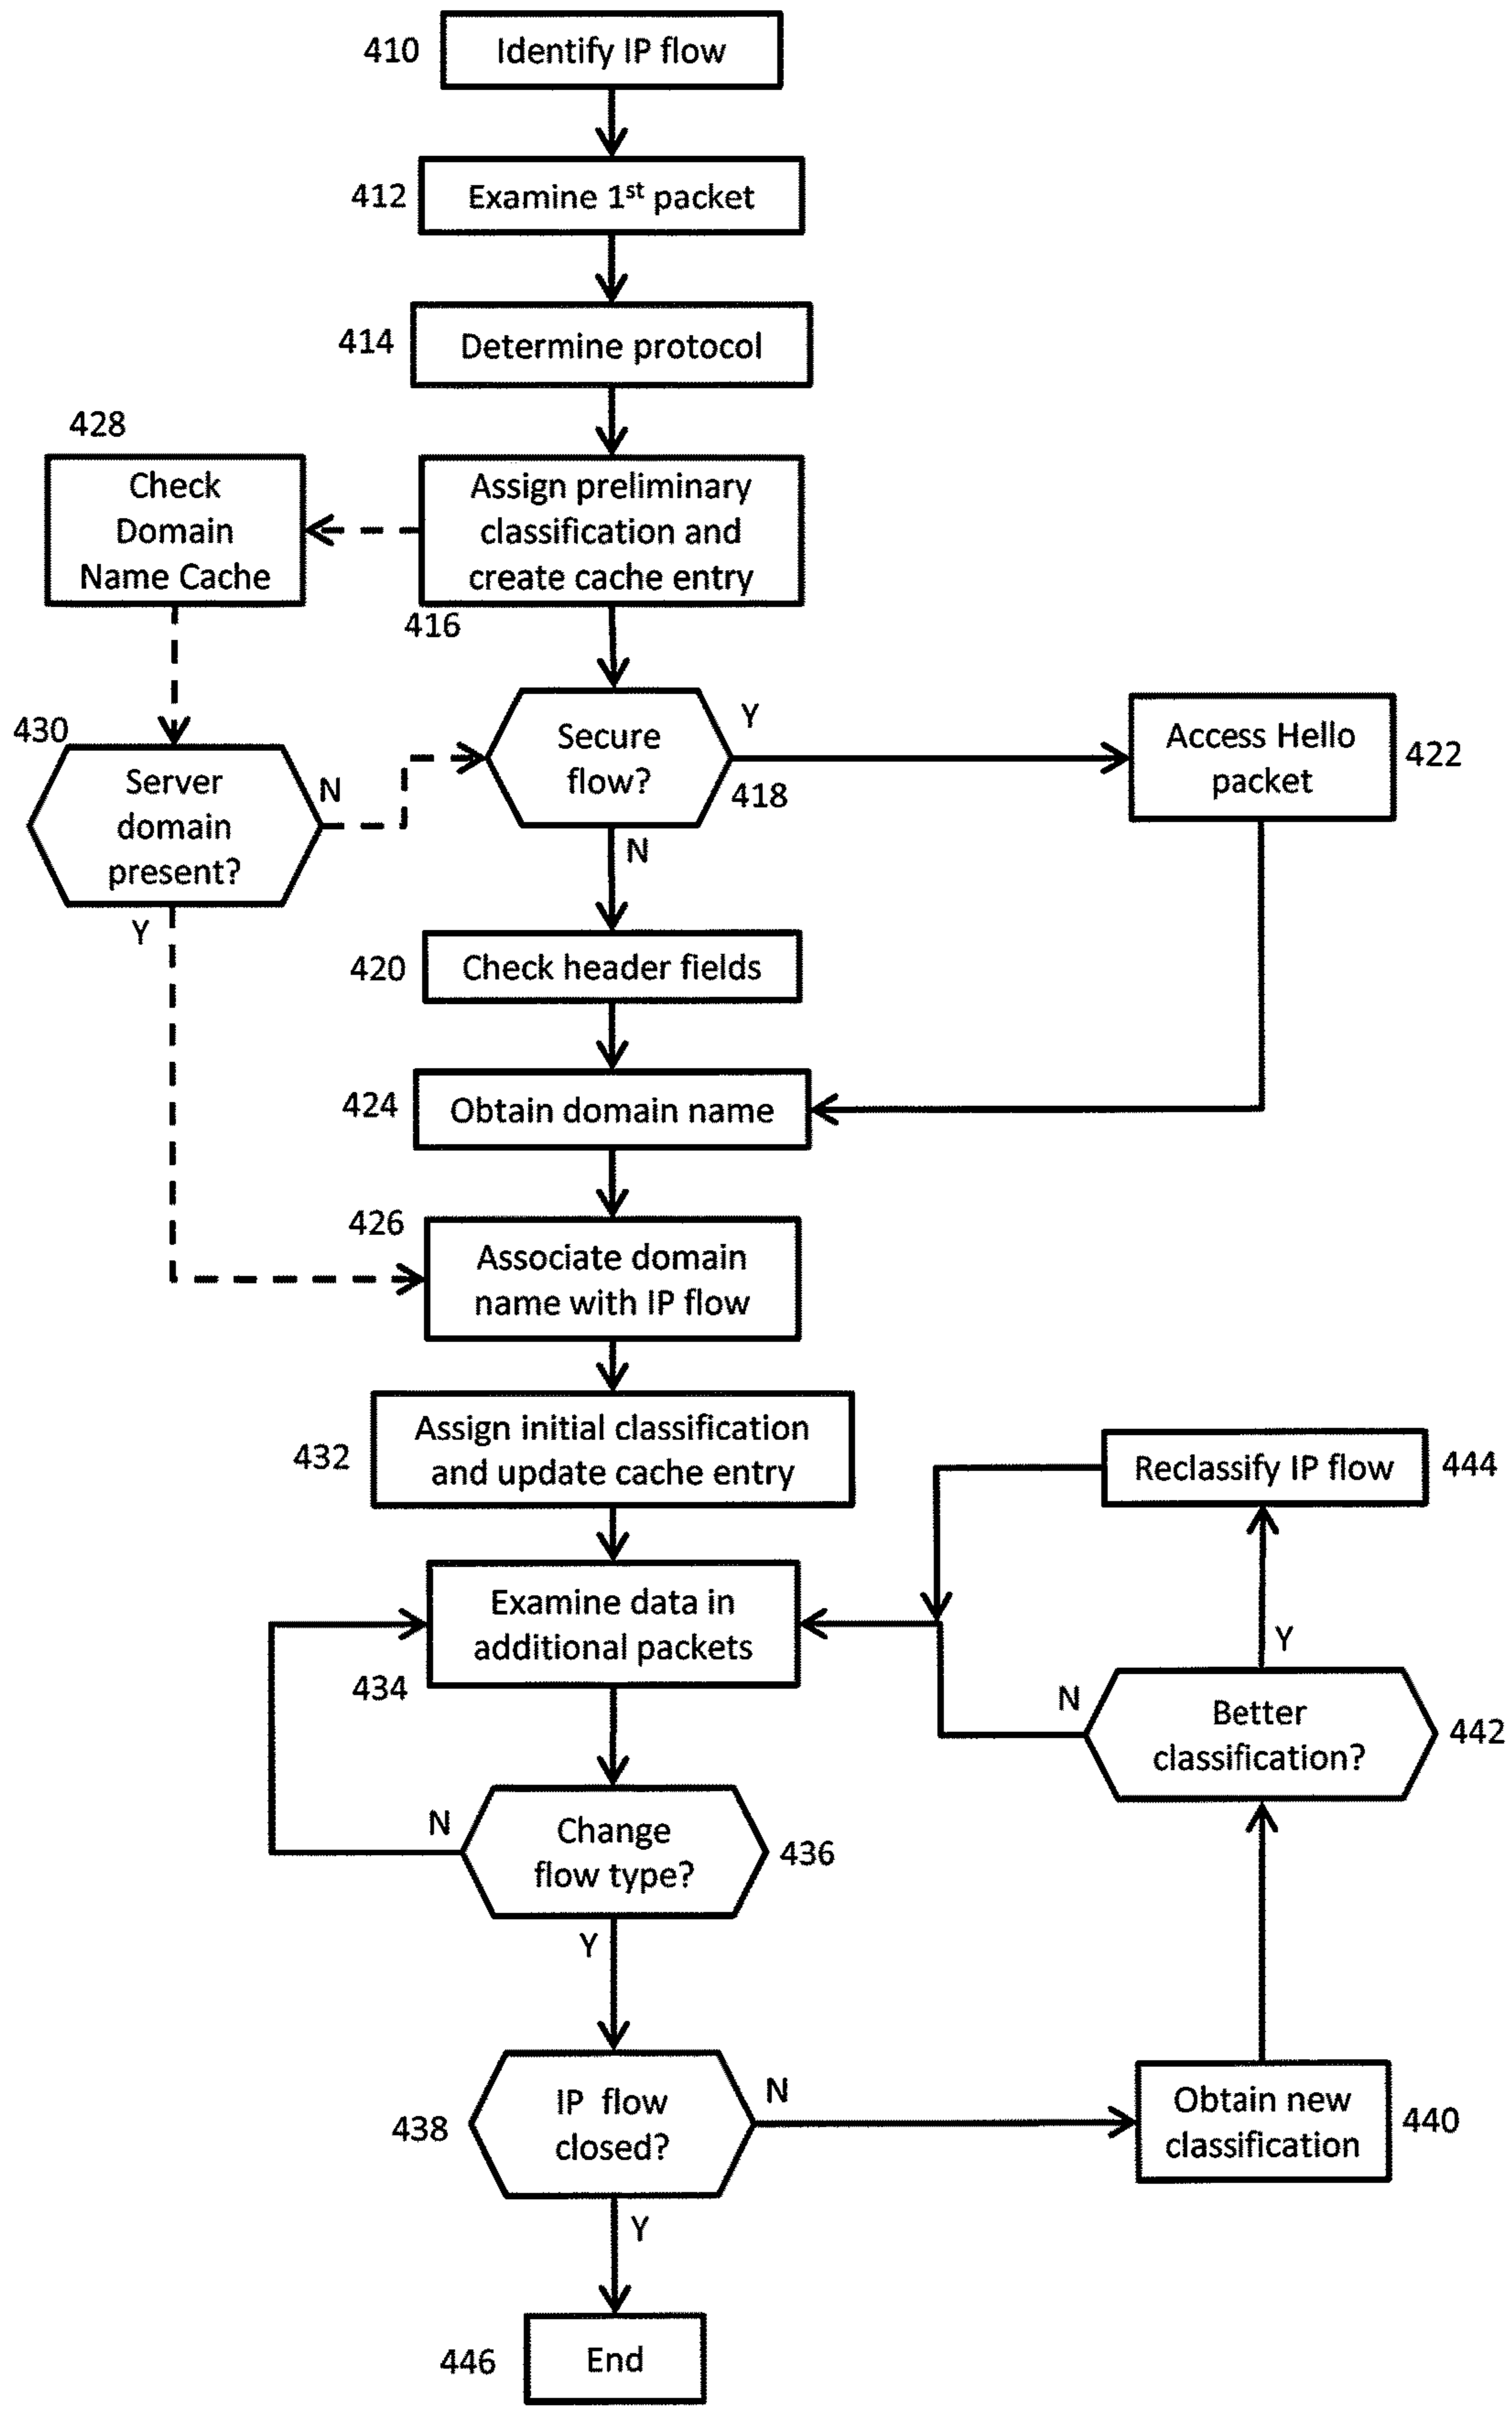 410
Identify IP flow
412
Examine 1st packet
414
Determine protocol
428
Check
Domain
Name Cache
Assign preliminary
classification and
create cache entry
416
430
Server
domain
present?
N
Y
Secure
flow?
418
Y
N
Access Hello
packet
422
420
Check header fields
424
Obtain domain name
426
Associate domain
name with IP flow
432
Assign initial classification
and update cache entry
Reclassify IP flow
444
Examine data in
additional packets
434
Y
N
Better
classification?
442
N
Change
flow type?
436
Y
438
IP flow
closed?
N
Obtain new
classification
440
Y
446
End